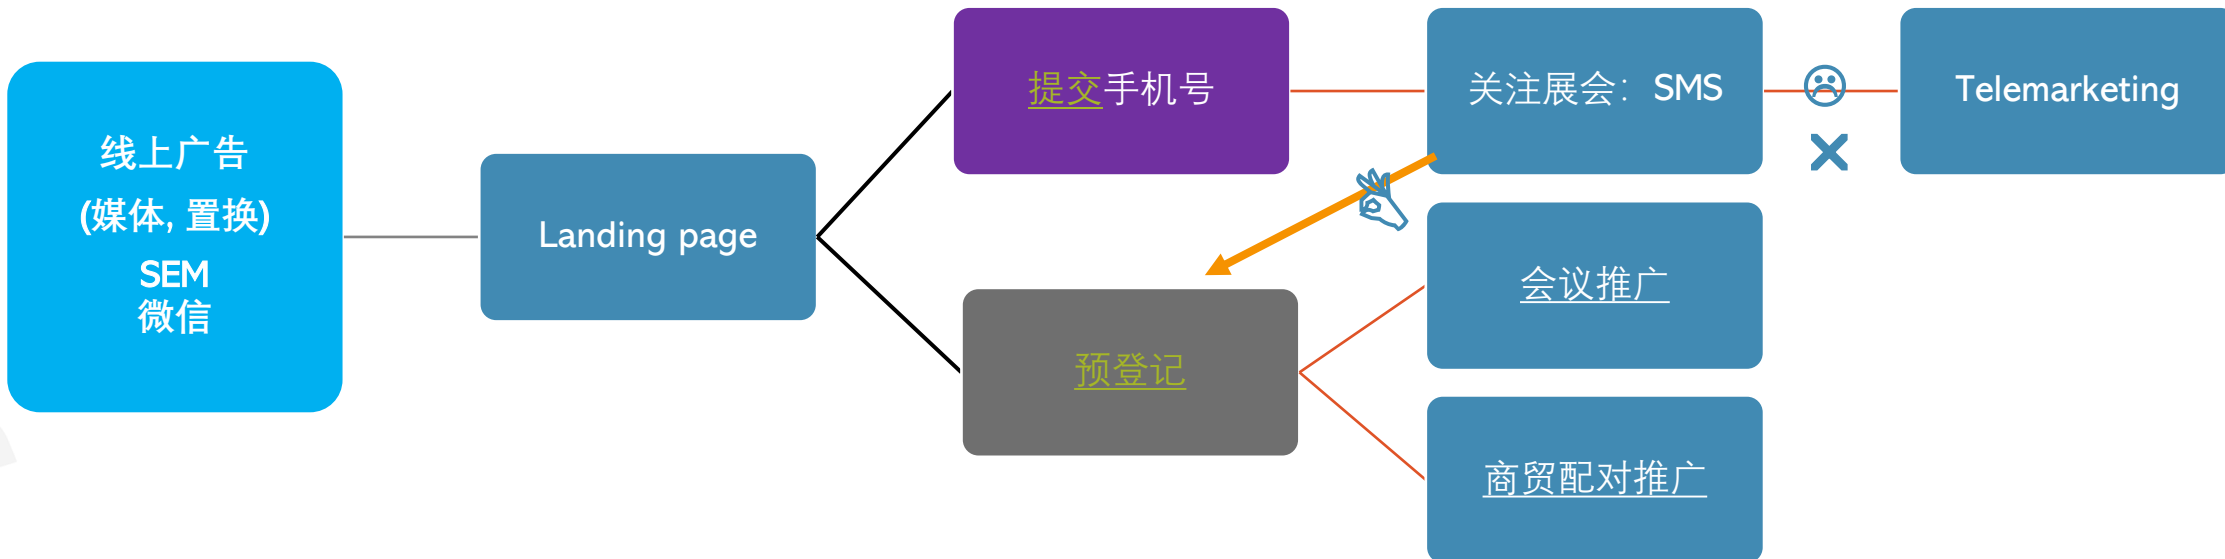 线上广告
(媒体, 置换)
SEM
微信
Landing page
提交手机号
关注展会：SMS
Telemarketing
预登记
会议推广
商贸配对推广